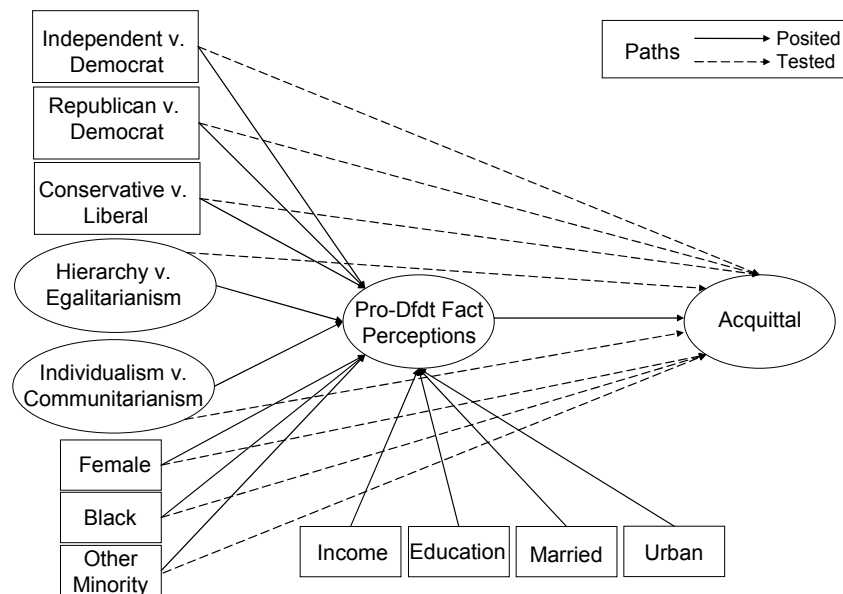 Independent v.
Democrat
Paths
Posited
Tested
Republican v.
Democrat
Conservative v.
Liberal
Hierarchy v.
Egalitarianism
Pro-Dfdt Fact
Perceptions
Acquittal
Individualism v.
Communitarianism
Female
Black
Other
Minority
Income
Education
Married
Urban